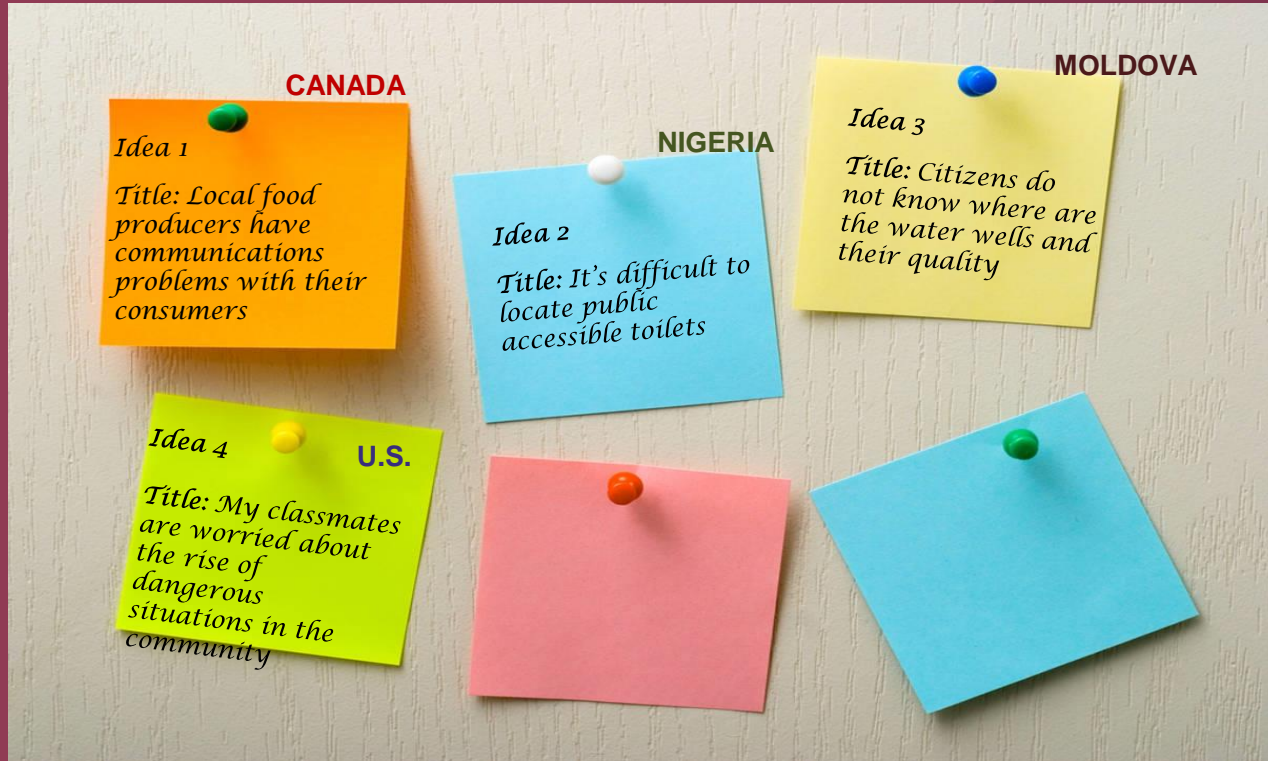 CANADA
Idea 1
Title: Local food
producers have
communications
problems with their
consumers
NIGERIA
Idea 2
Title: It's difficult to
locate public
accessible toilets
MOLDOVA
Idea 3
Title: Citizens do
not know where are
the water wells and
their quality
U.S.
Idea 4
Title: My classmates
are worried about
the rise of
dangerous
situations in the
community